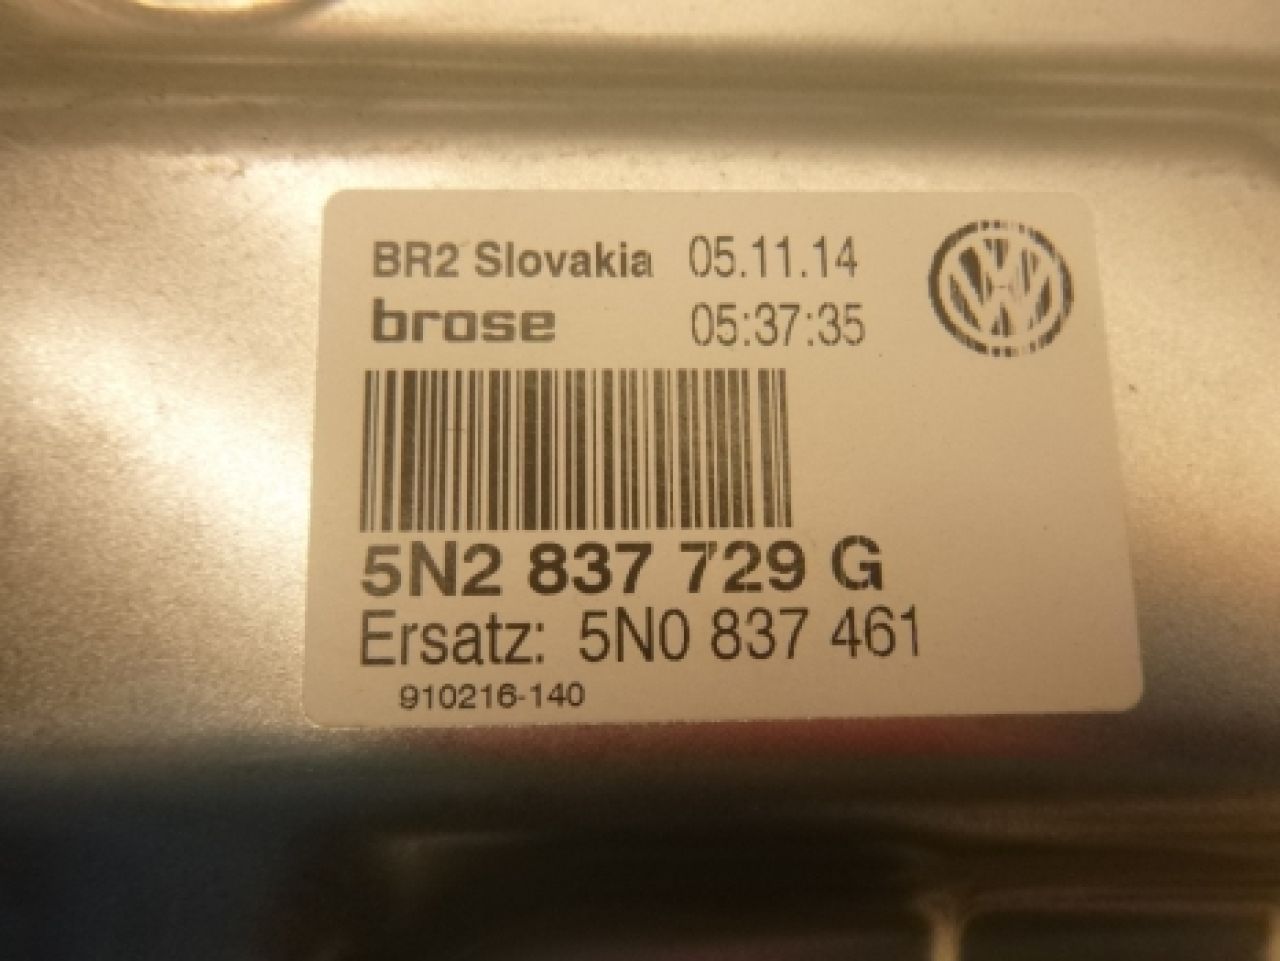 BR2 Slovakia 05.11.14
brose 05:37:35
5N2 837 729 G
Ersatz: 5N0 837 461
910216-140